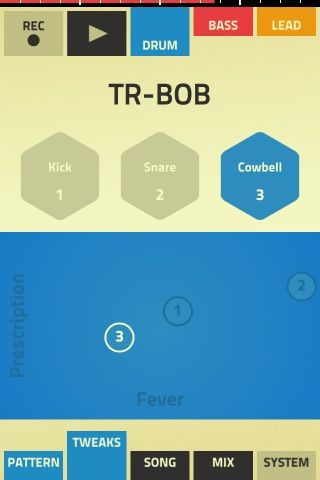 REC
DRUM
BASS
LEAD
TR-BOB
Kick
1
Snare
2
Cowbell
3
Prescription
2
1
3
Fever
PATTERN
TWEAKS
SONG
MIX
SYSTEM